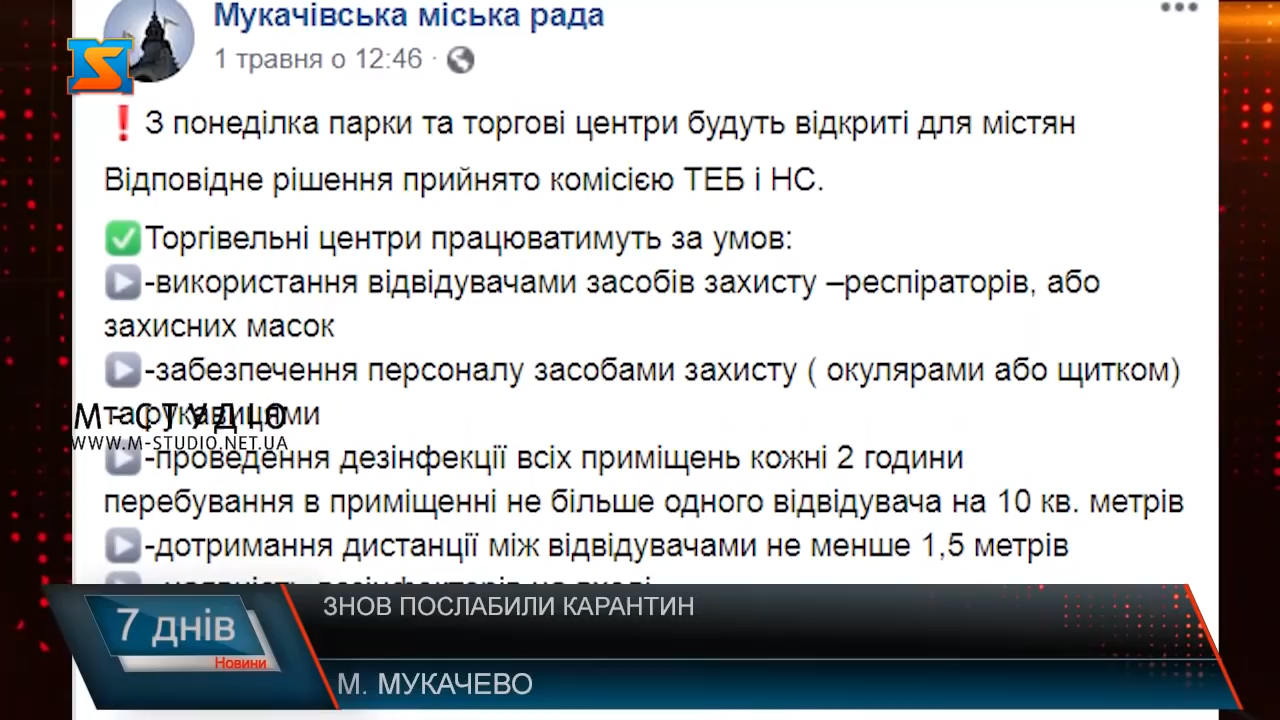 Мукачівська міська рада
1 травня о 12:46 ·
❗З понеділка парки та торгові центри будуть відкриті для містян
Відповідне рішення прийнято комісією ТЕБ і НС.
✅Торгівельні центри працюватимуть за умов:
▶-використання відвідувачами засобів захисту –респіраторів, або
захисних масок
▶-забезпечення персоналу засобами захисту ( окулярами або щитком)
та рукавицями
М-СТУДІО
WWW.M-STUDIO.NET.UA
▶-проведення дезінфекції всіх приміщень кожні 2 години
перебування в приміщенні не більше одного відвідувача на 10 кв. метрів
▶-дотримання дистанції між відвідувачами не менше 1,5 метрів
ЗНОВ ПОСЛАБИЛИ КАРАНТИН
7 днів
Новини
М. МУКАЧЕВО